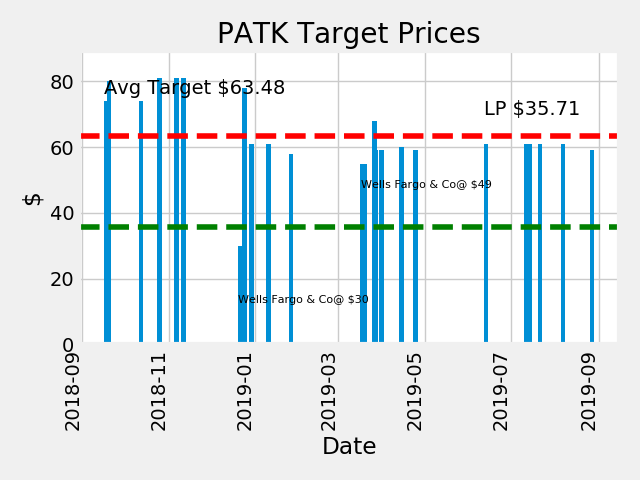 PATK Target Prices
Avg Target $63.48
LP $35.71
Wells Fargo & Co@ $49
Wells Fargo & Co@ $30
80
60
40
20
0
$
2018-09
2018-11
2019-01
2019-03
2019-05
2019-07
2019-09
Date